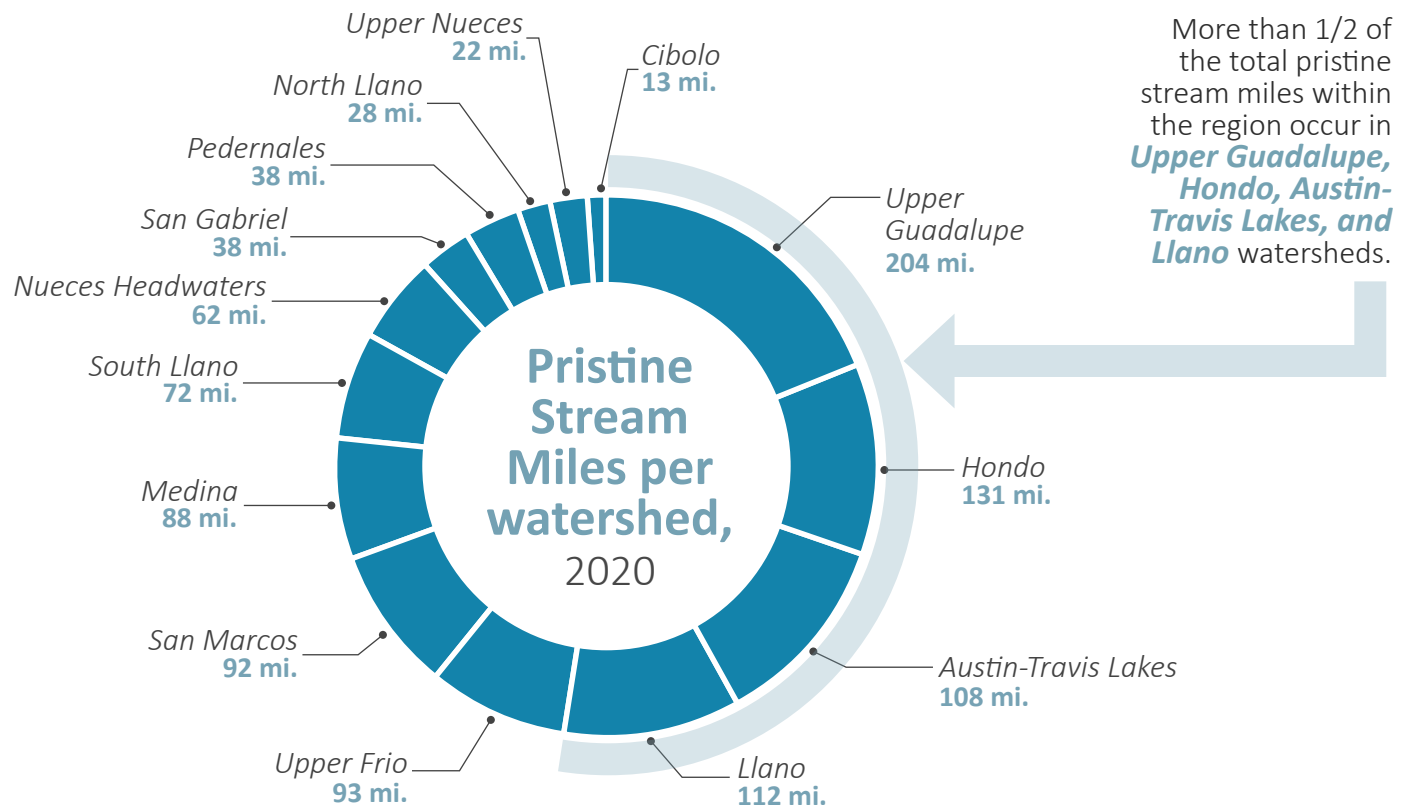 Upper Nueces
22 mi.
Cibolo
13 mi.
North Llano
28 mi.
Pedernales
38 mi.
San Gabriel
38 mi.
Nueces Headwaters
62 mi.
South Llano
72 mi.
Medina
88 mi.
San Marcos
92 mi.
Upper Frio
93 mi.
Llano
112 mi.
Austin-Travis Lakes
108 mi.
Hondo
131 mi.
Upper
Guadalupe
204 mi.
Pristine
Stream
Miles per
watershed,
2020
More than 1/2 of
the total pristine
stream miles within
the region occur in
Upper Guadalupe,
Hondo, Austin-
Travis Lakes, and
Llano watersheds.